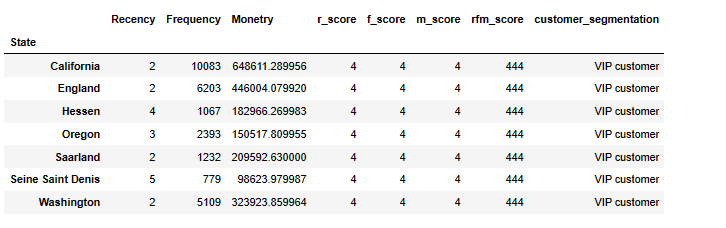 Recency Frequency Monetry r_score f_score m_score rfm_score customer_segmentation
State
California 2 10083 648611.289956 4 4 4 444 VIP customer
England 2 6203 446004.079920 4 4 4 444 VIP customer
Hessen 4 1067 182966.269983 4 4 4 444 VIP customer
Oregon 3 2393 150517.809955 4 4 4 444 VIP customer
Saarland 2 1232 209592.630000 4 4 4 444 VIP customer
Seine Saint Denis 5 779 98623.979987 4 4 4 444 VIP customer
Washington 2 5109 323923.859964 4 4 4 444 VIP customer